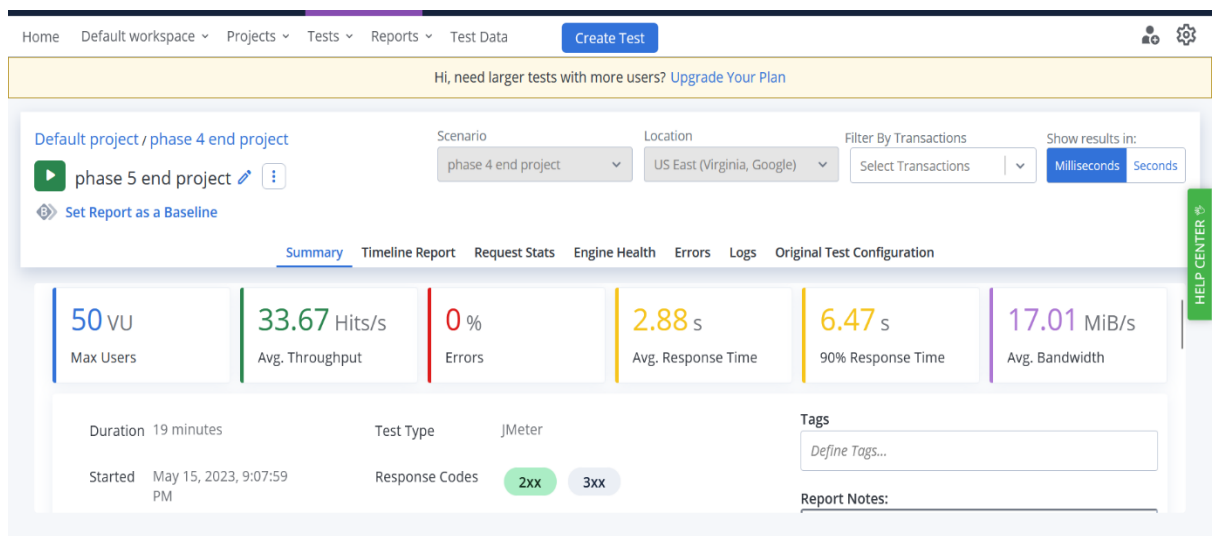 Home Default workspace Projects Tests Reports Test Data Create Test
Hi, need larger tests with more users? Upgrade Your Plan
Default project / phase 4 end project
phase 5 end project
Set Report as a Baseline
Scenario
phase 4 end project
Location
US East (Virginia, Google)
Filter By Transactions
Select Transactions
Show results in:
Milliseconds Seconds
HELP CENTER
Summary Timeline Report Request Stats Engine Health Errors Logs Original Test Configuration
50 VU
Max Users
33.67 Hits/s
Avg. Throughput
0 %
Errors
2.88 s
Avg. Response Time
6.47 s
90% Response Time
17.01 MiB/s
Avg. Bandwidth
Duration 19 minutes
Started May 15, 2023, 9:07:59
PM
Test Type JMeter
Response Codes 2xx 3xx
Tags
Define Tags...
Report Notes: